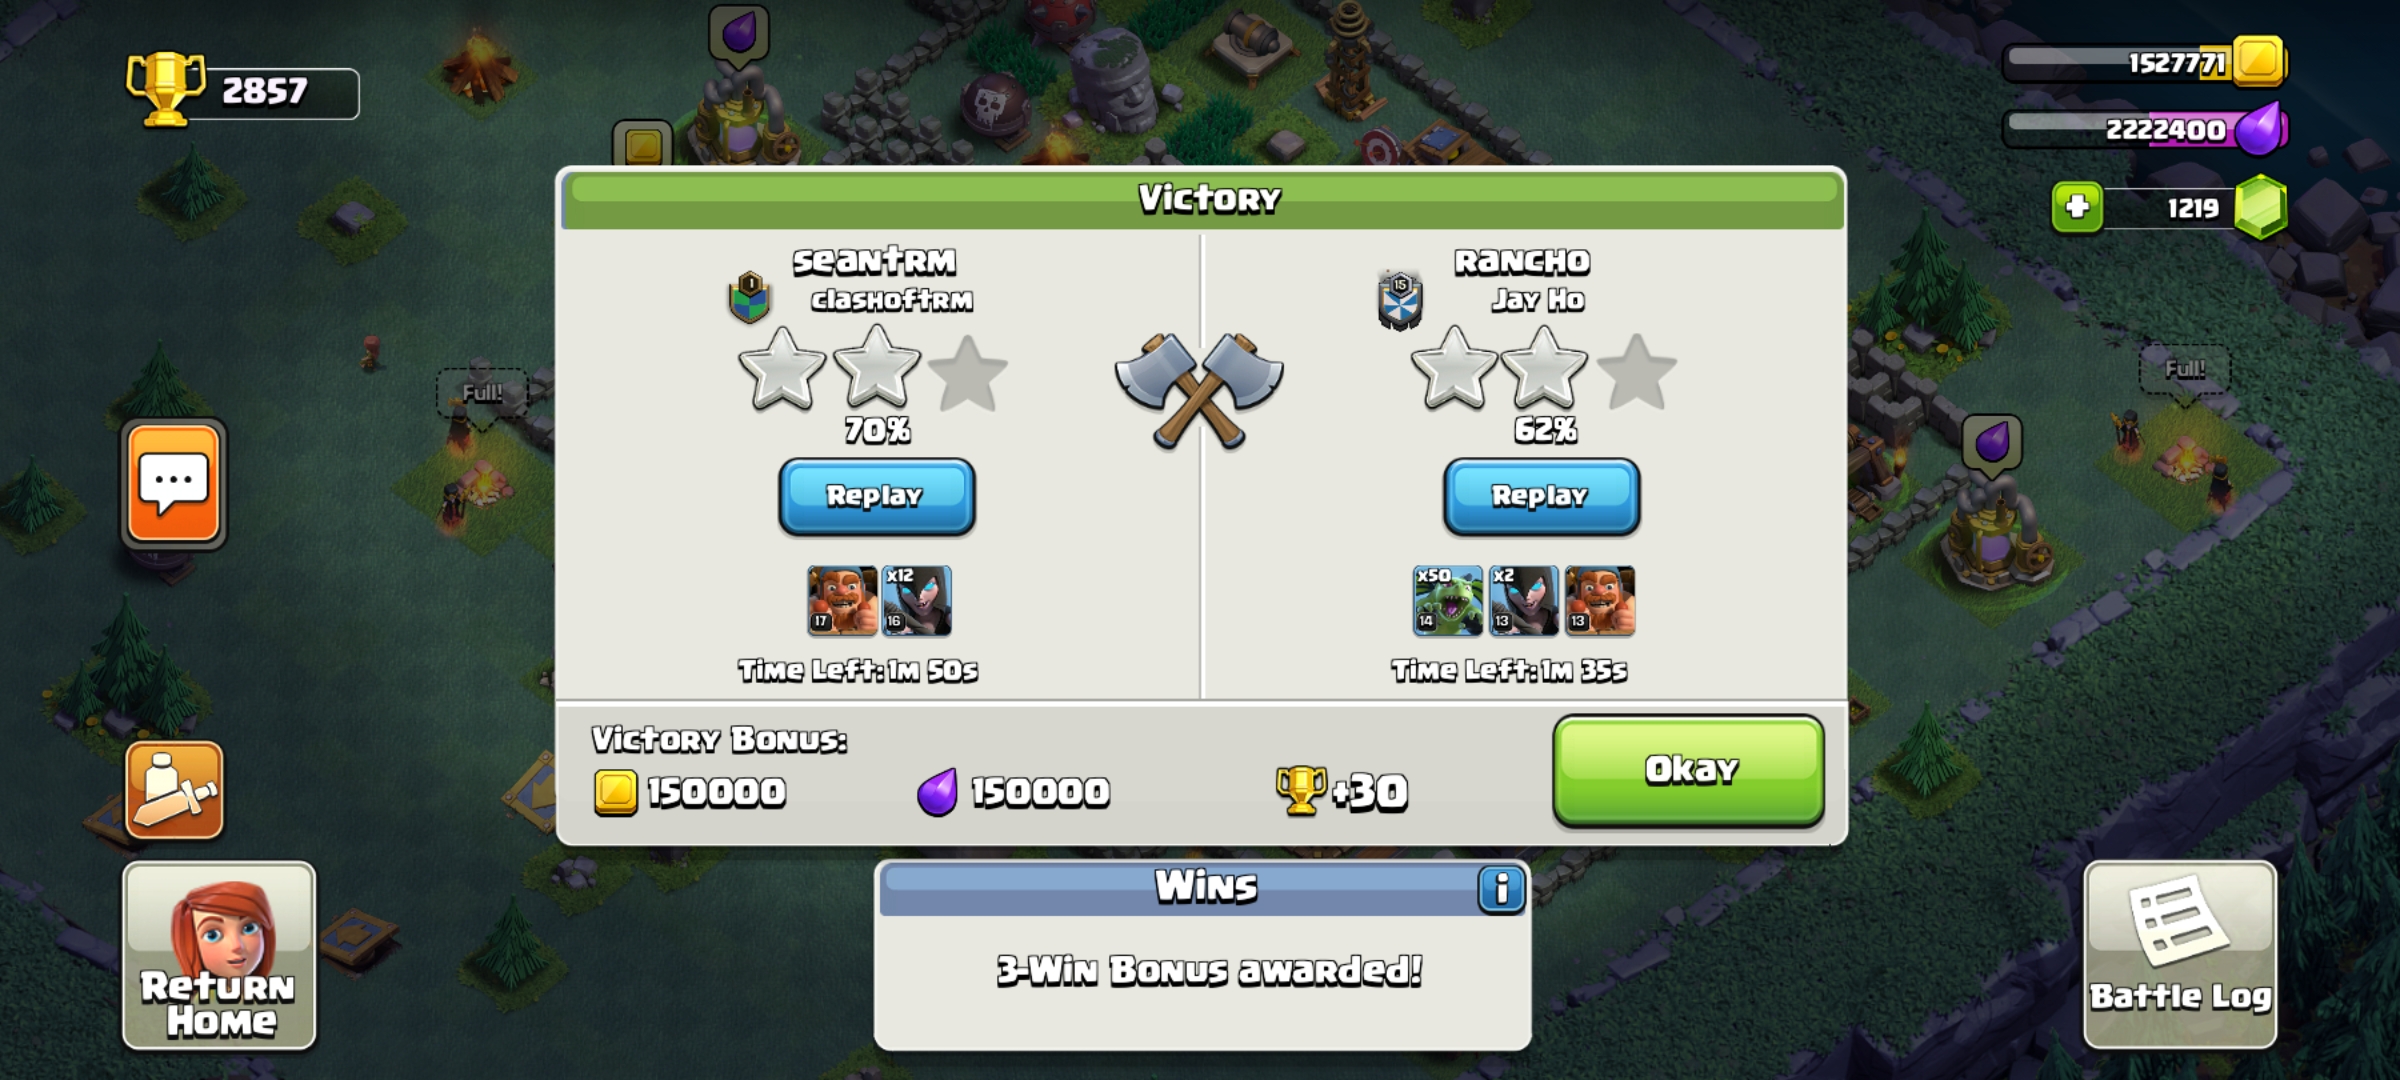 2857
1527771
2222400
1219
Victory
seantrm
clashoftrm
1
70%
Replay
17
x12
16
Time Left: 1m 50s
Rancho
Jay Ho
15
62%
Replay
x50
14
x2
13
13
Time Left: 1m 35s
Full!
Full!
Victory Bonus:
150000
150000
+30
Okay
Wins
i
3-Win Bonus awarded!
Return
Home
Battle Log